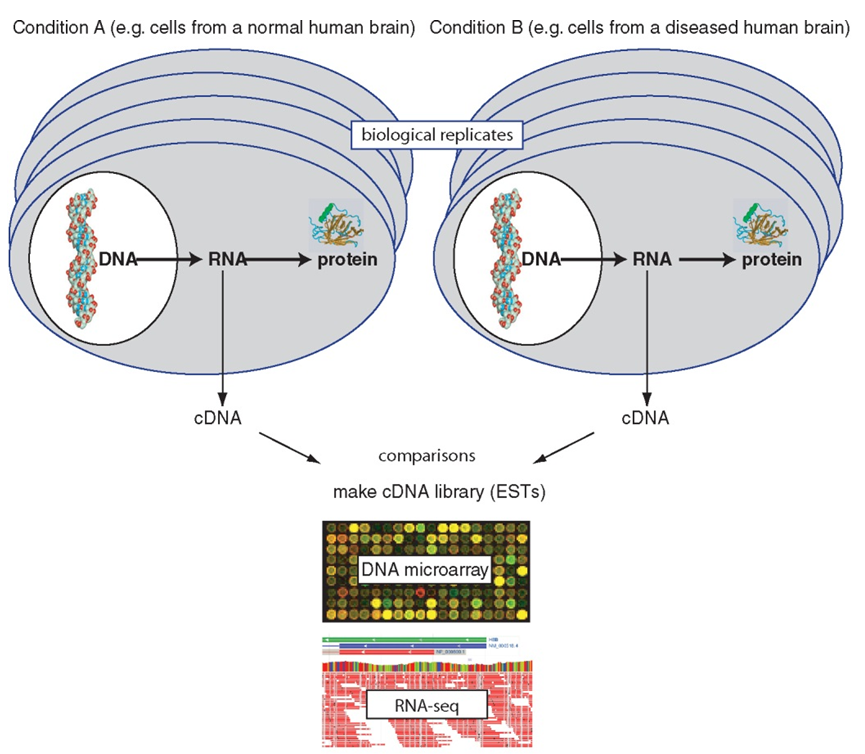 Condition A (e.g. cells from a normal human brain)
Condition B (e.g. cells from a diseased human brain)
biological replicates
DNA
RNA
protein
DNA
RNA
protein
cDNA
cDNA
comparisons
make cDNA library (ESTs)
DNA microarray
RNA-seq